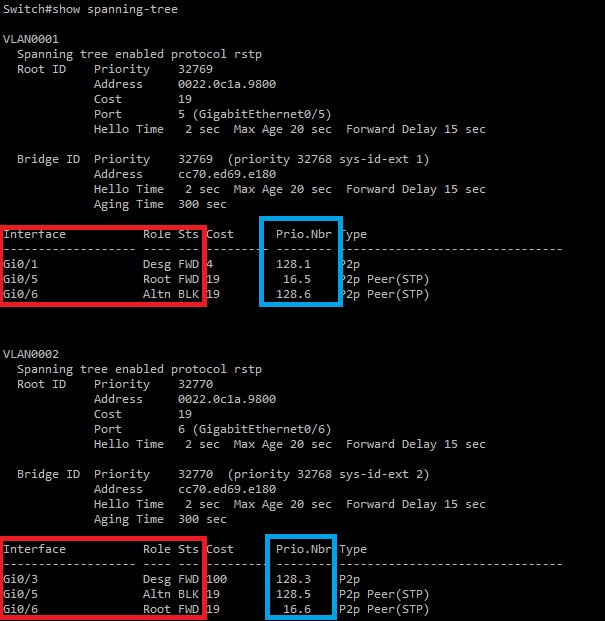 Switch#show spanning-tree
VLAN0001
Spanning tree enabled protocol rstp
Root ID Priority 32769
Address 0022.0c1a.9800
Cost 19
Port 5 (GigabitEthernet0/5)
Hello Time 2 sec Max Age 20 sec Forward Delay 15 sec
Bridge ID Priority 32769 (priority 32768 sys-id-ext 1)
Address cc70.ed69.e180
Hello Time 2 sec Max Age 20 sec Forward Delay 15 sec
Aging Time 300 sec
Interface Role Sts Cost Prio.Nbr Type
------------------- ---- --- --------- -------- --------------------------------
Gi0/1 Desg FWD 4 128.1 P2p
Gi0/5 Root FWD 19 16.5 P2p Peer(STP)
Gi0/6 Altn BLK 19 128.6 P2p Peer(STP)
VLAN0002
Spanning tree enabled protocol rstp
Root ID Priority 32770
Address 0022.0c1a.9800
Cost 19
Port 6 (GigabitEthernet0/6)
Hello Time 2 sec Max Age 20 sec Forward Delay 15 sec
Bridge ID Priority 32770 (priority 32768 sys-id-ext 2)
Address cc70.ed69.e180
Hello Time 2 sec Max Age 20 sec Forward Delay 15 sec
Aging Time 300 sec
Interface Role Sts Cost Prio.Nbr Type
------------------- ---- --- --------- -------- --------------------------------
Gi0/3 Desg FWD 100 128.3 P2p
Gi0/5 Altn BLK 19 128.5 P2p Peer(STP)
Gi0/6 Root FWD 19 16.6 P2p Peer(STP)